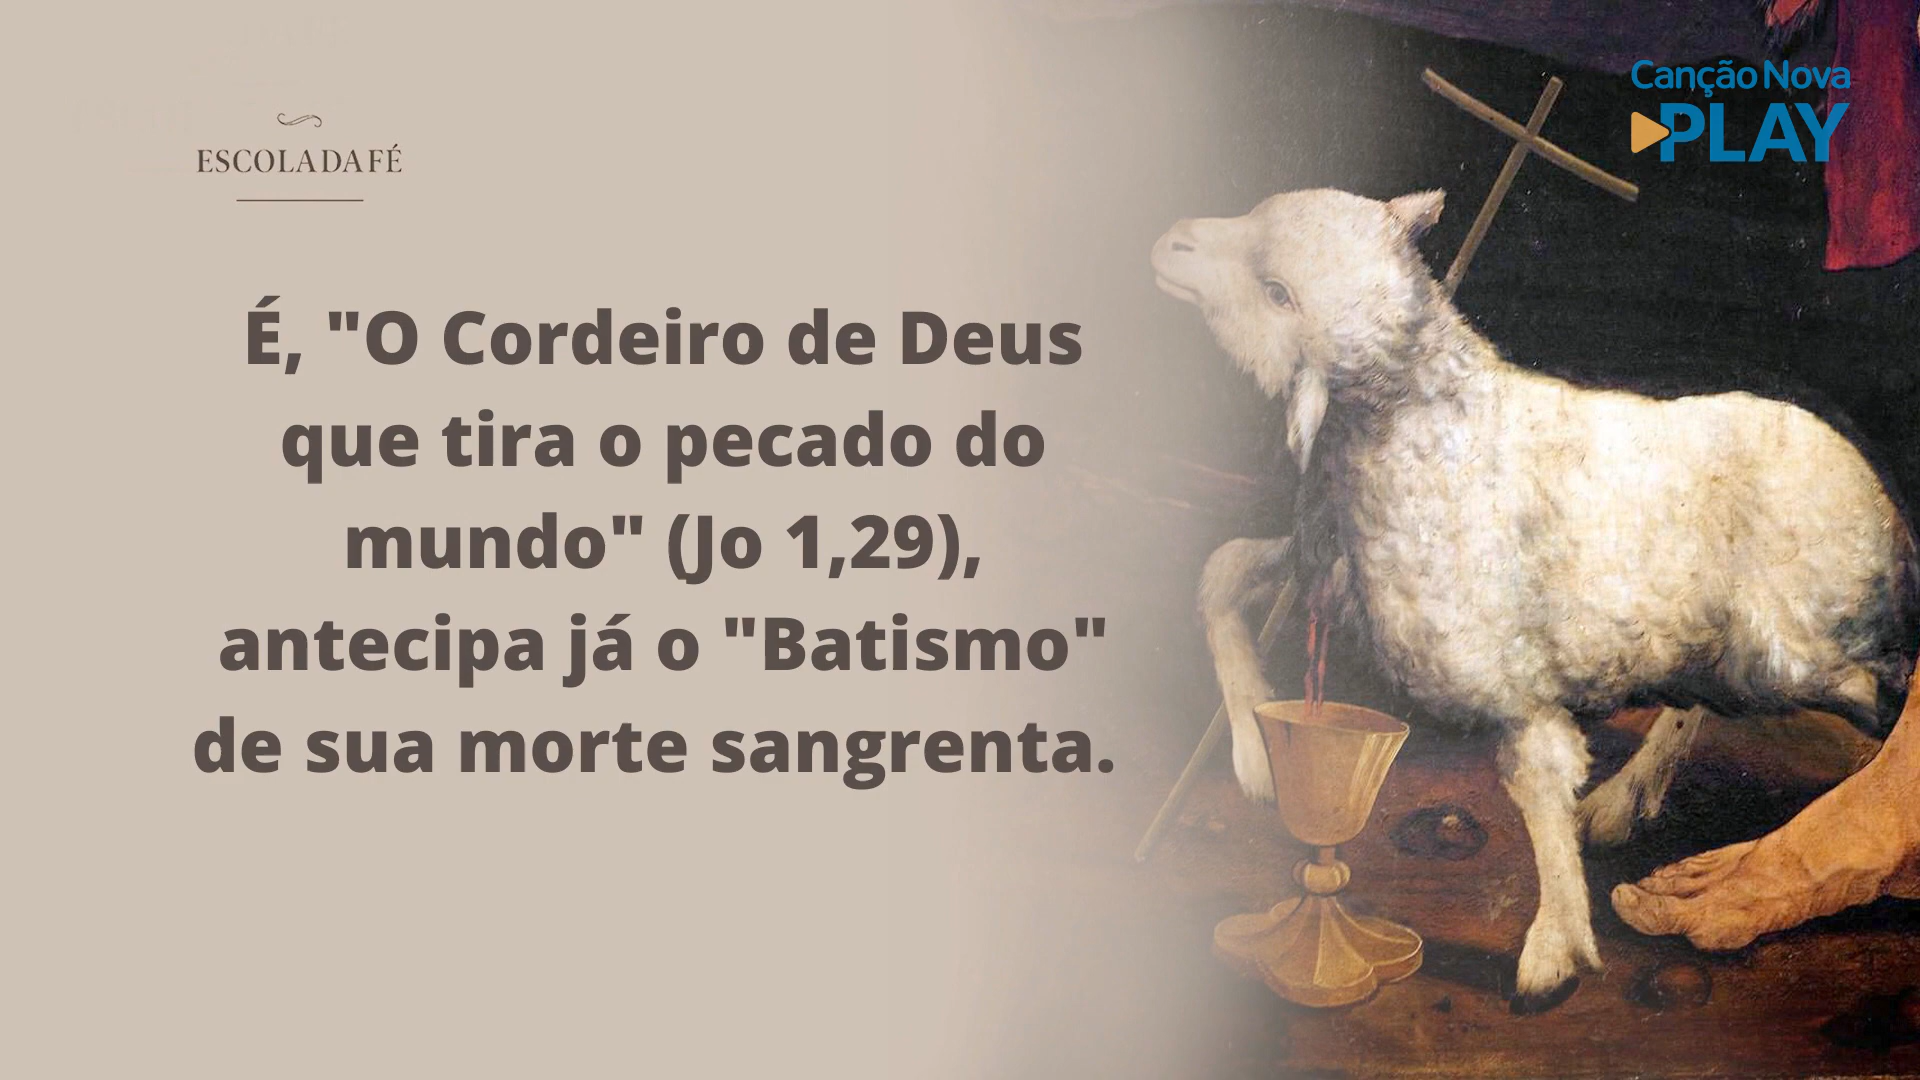 Canção Nova
PLAY
ESCOLADAFÉ
É, "O Cordeiro de Deus
que tira o pecado do
mundo" (Jo 1,29),
antecipa já o "Batismo"
de sua morte sangrenta.